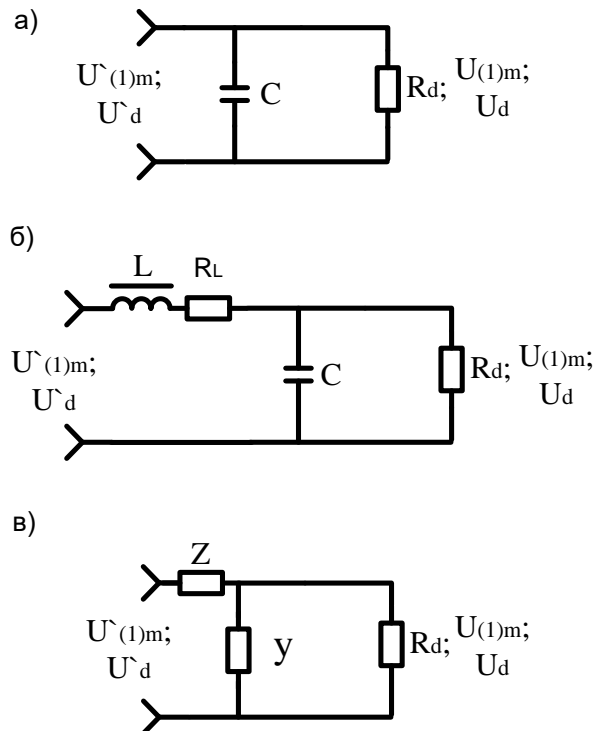 а)
U`(1)m;
U`d
C
Rd; U(1)m;
Ud
б)
L
RL
U`(1)m;
U`d
C
Rd; U(1)m;
Ud
в)
Z
U`(1)m;
U`d
y
Rd; U(1)m;
Ud